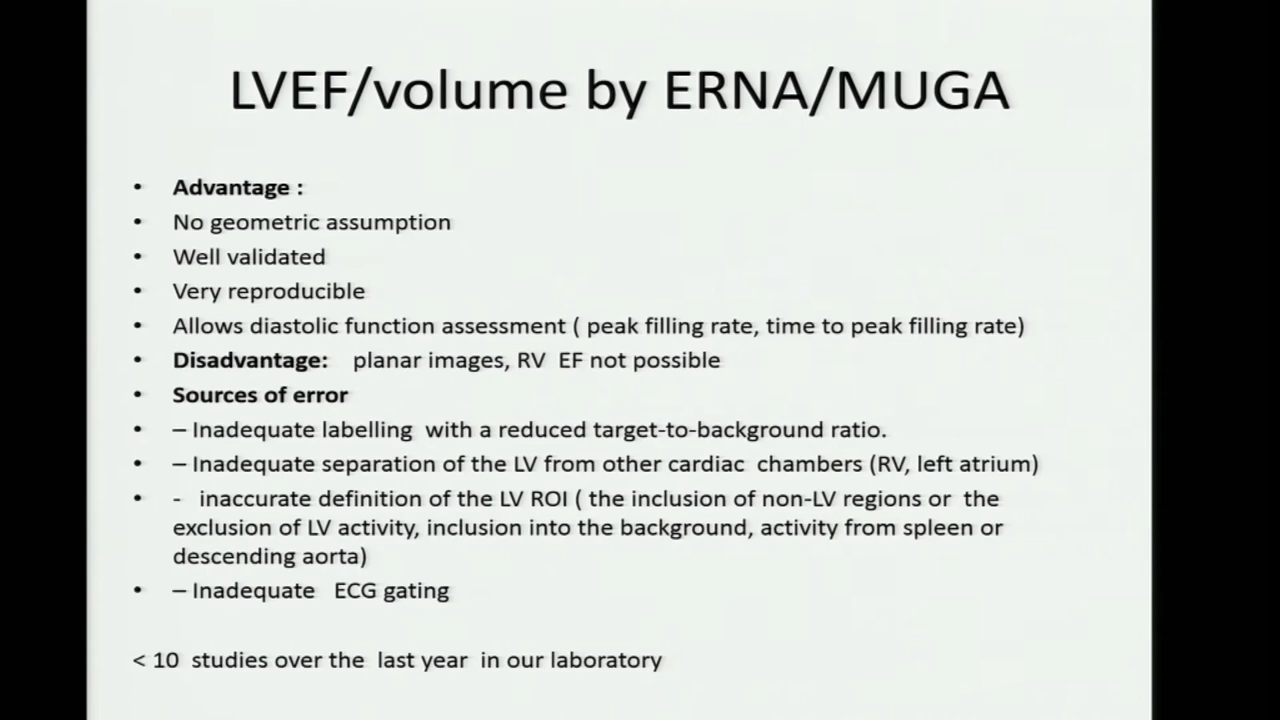 LVEF/volume by ERNA/MUGA
• Advantage :
• No geometric assumption
• Well validated
• Very reproducible
• Allows diastolic function assessment ( peak filling rate, time to peak filling rate)
• Disadvantage: planar images, RV EF not possible
• Sources of error
• – Inadequate labelling with a reduced target-to-background ratio.
• – Inadequate separation of the LV from other cardiac chambers (RV, left atrium)
• - inaccurate definition of the LV ROI ( the inclusion of non-LV regions or the
exclusion of LV activity, inclusion into the background, activity from spleen or
descending aorta)
• – Inadequate ECG gating
< 10 studies over the last year in our laboratory